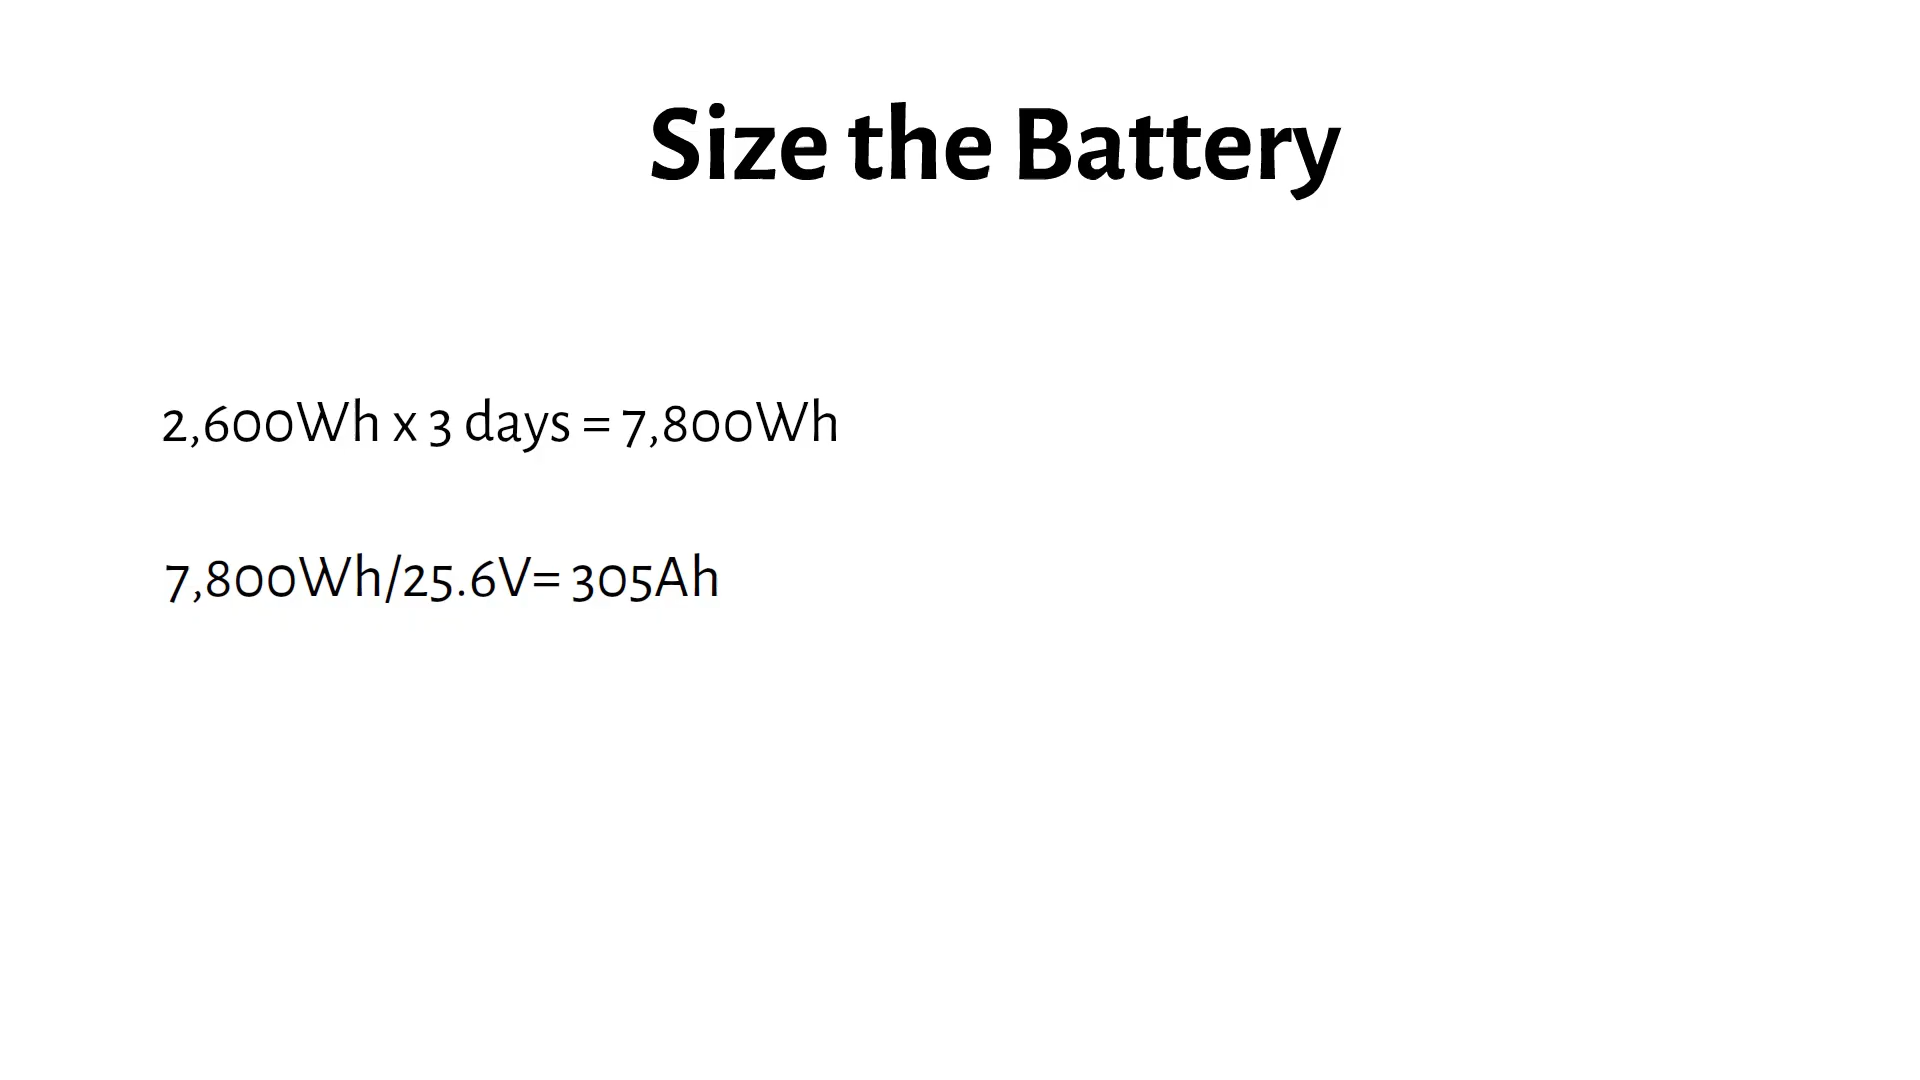 Size the Battery
2,600Wh x 3 days = 7,800Wh
7,800Wh/25.6V= 305Ah